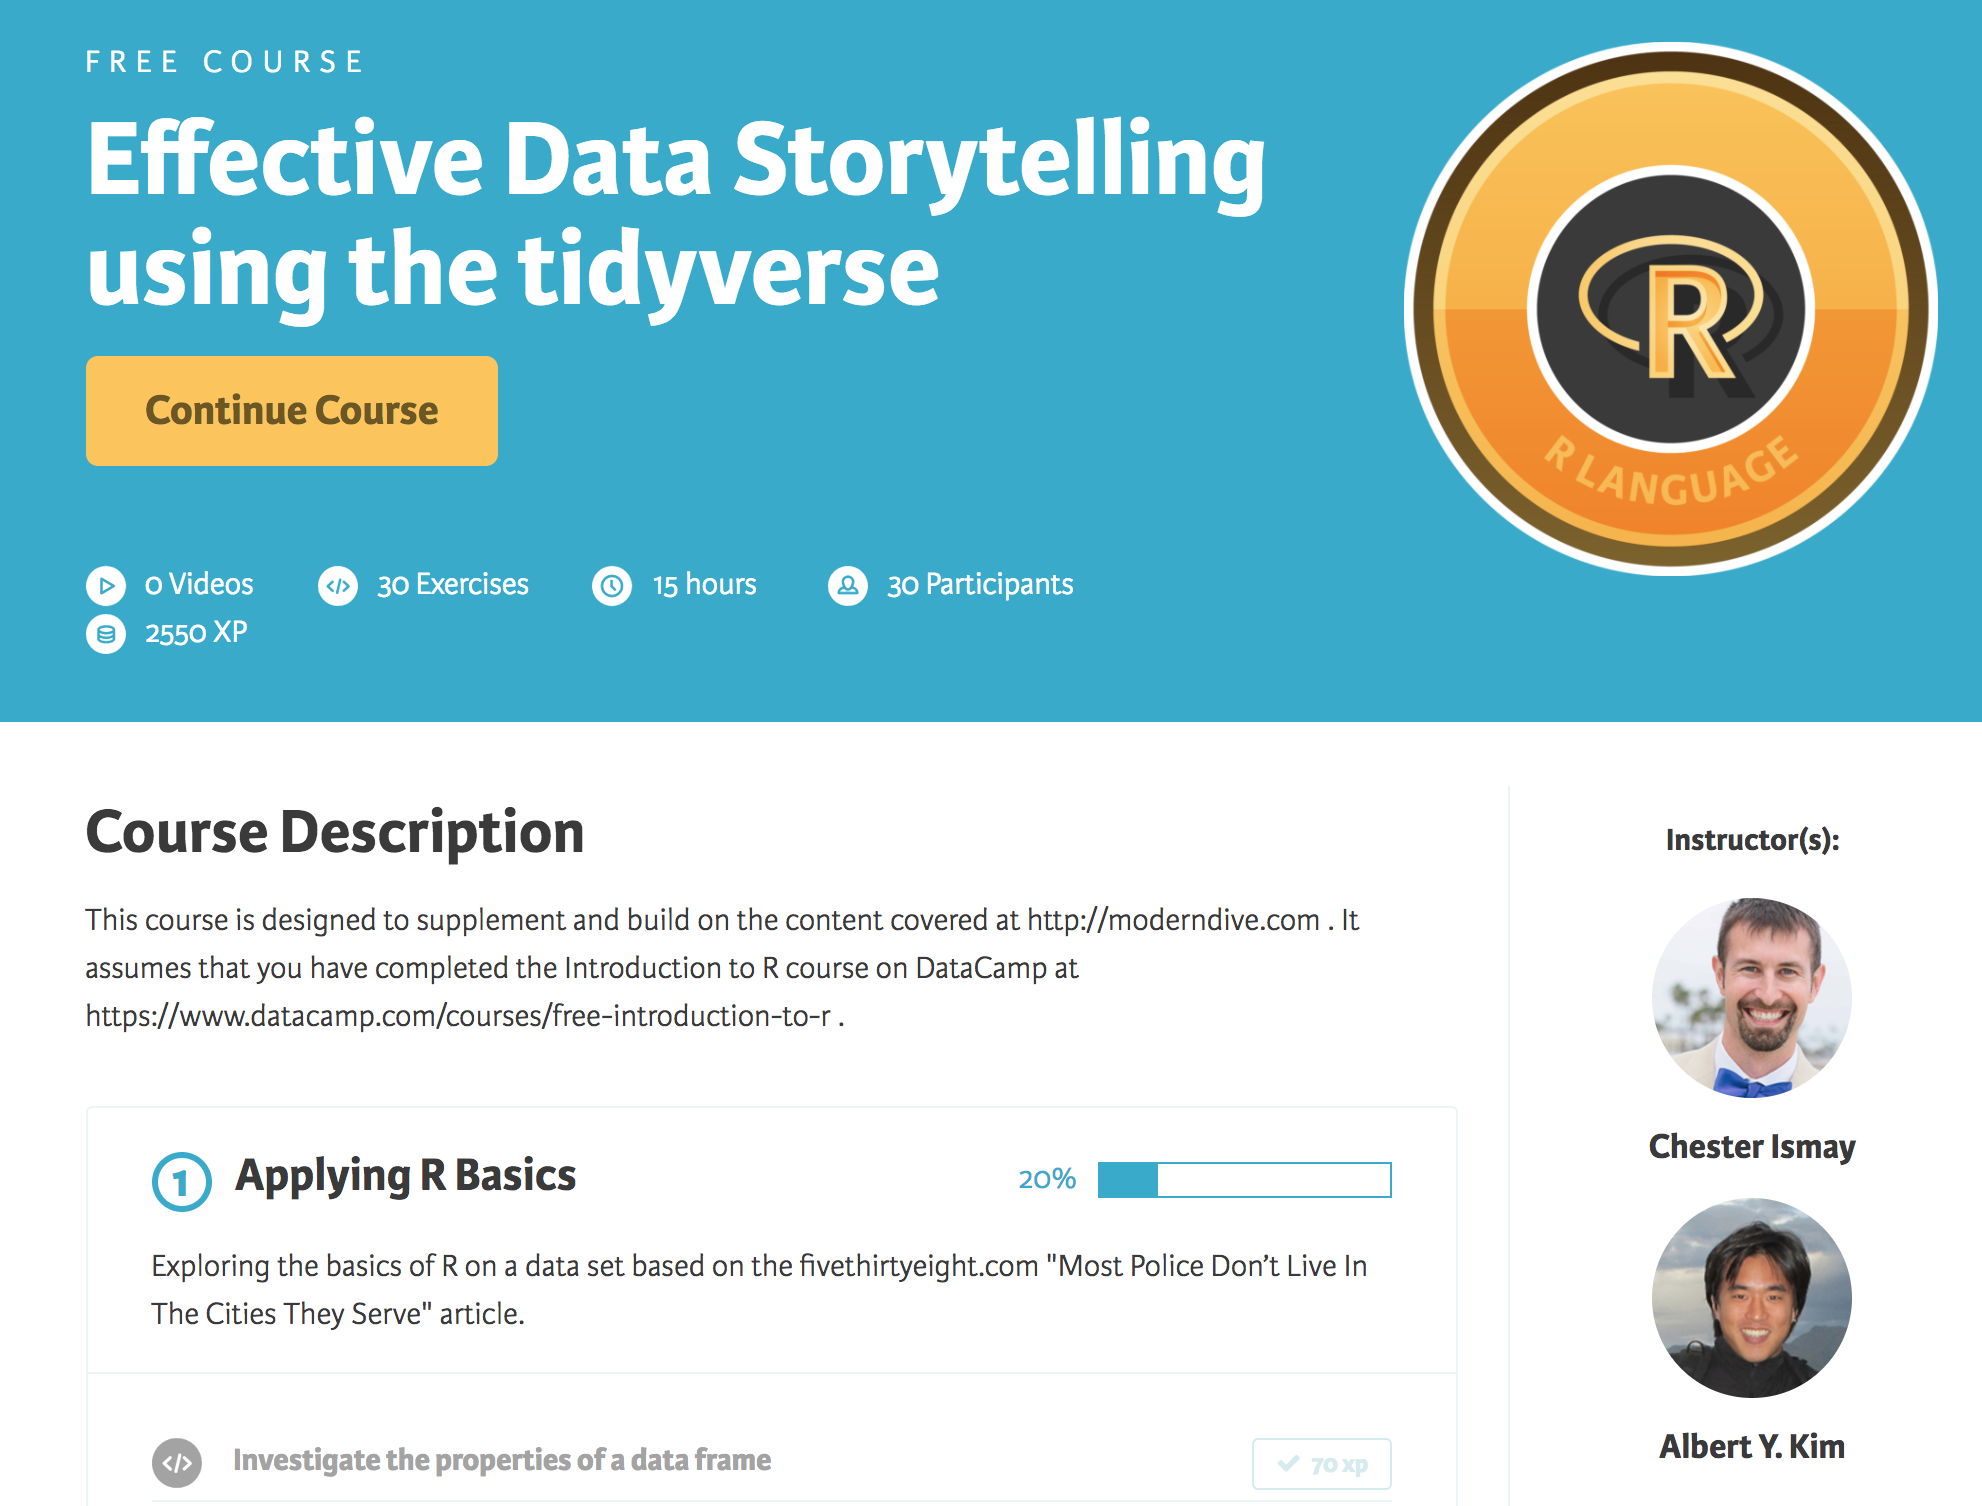 FREE COURSE
Effective Data Storytelling
using the tidyverse
Continue Course
R
R LANGUAGE
0 Videos
30 Exercises
15 hours
30 Participants
2550 XP
Course Description
This course is designed to supplement and build on the content covered at http://moderndive.com . It
assumes that you have completed the Introduction to R course on DataCamp at
https://www.datacamp.com/courses/free-introduction-to-r .
1 Applying R Basics
20%
Exploring the basics of R on a data set based on the fivethirtyeight.com "Most Police Don’t Live In
The Cities They Serve" article.
</> Investigate the properties of a data frame
70 xp
Instructor(s):
Chester Ismay
Albert Y. Kim